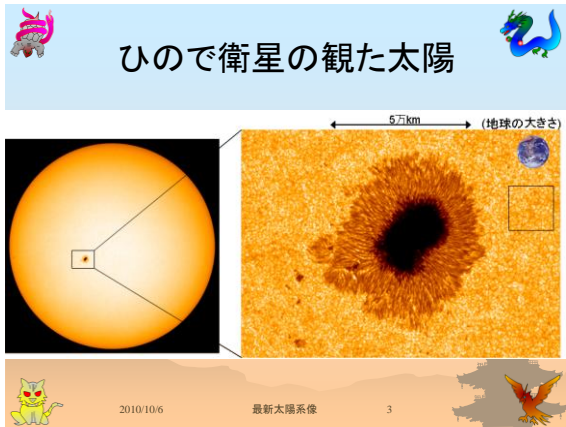 ひので衛星の観た太陽
5万km
(地球の大きさ)
2010/10/6
最新太陽系像
3